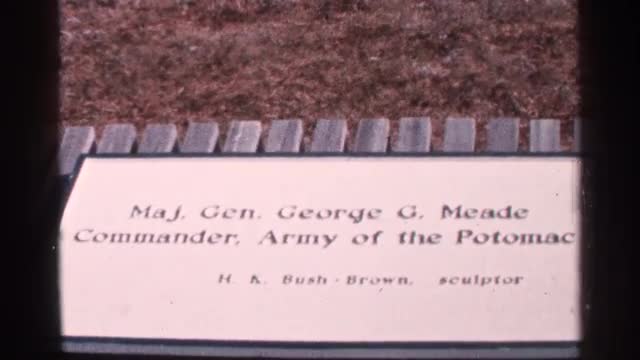 Maj. Gen. George G. Meade
Commander, Army of the Potomac
H. K. Bush-Brown, sculptor